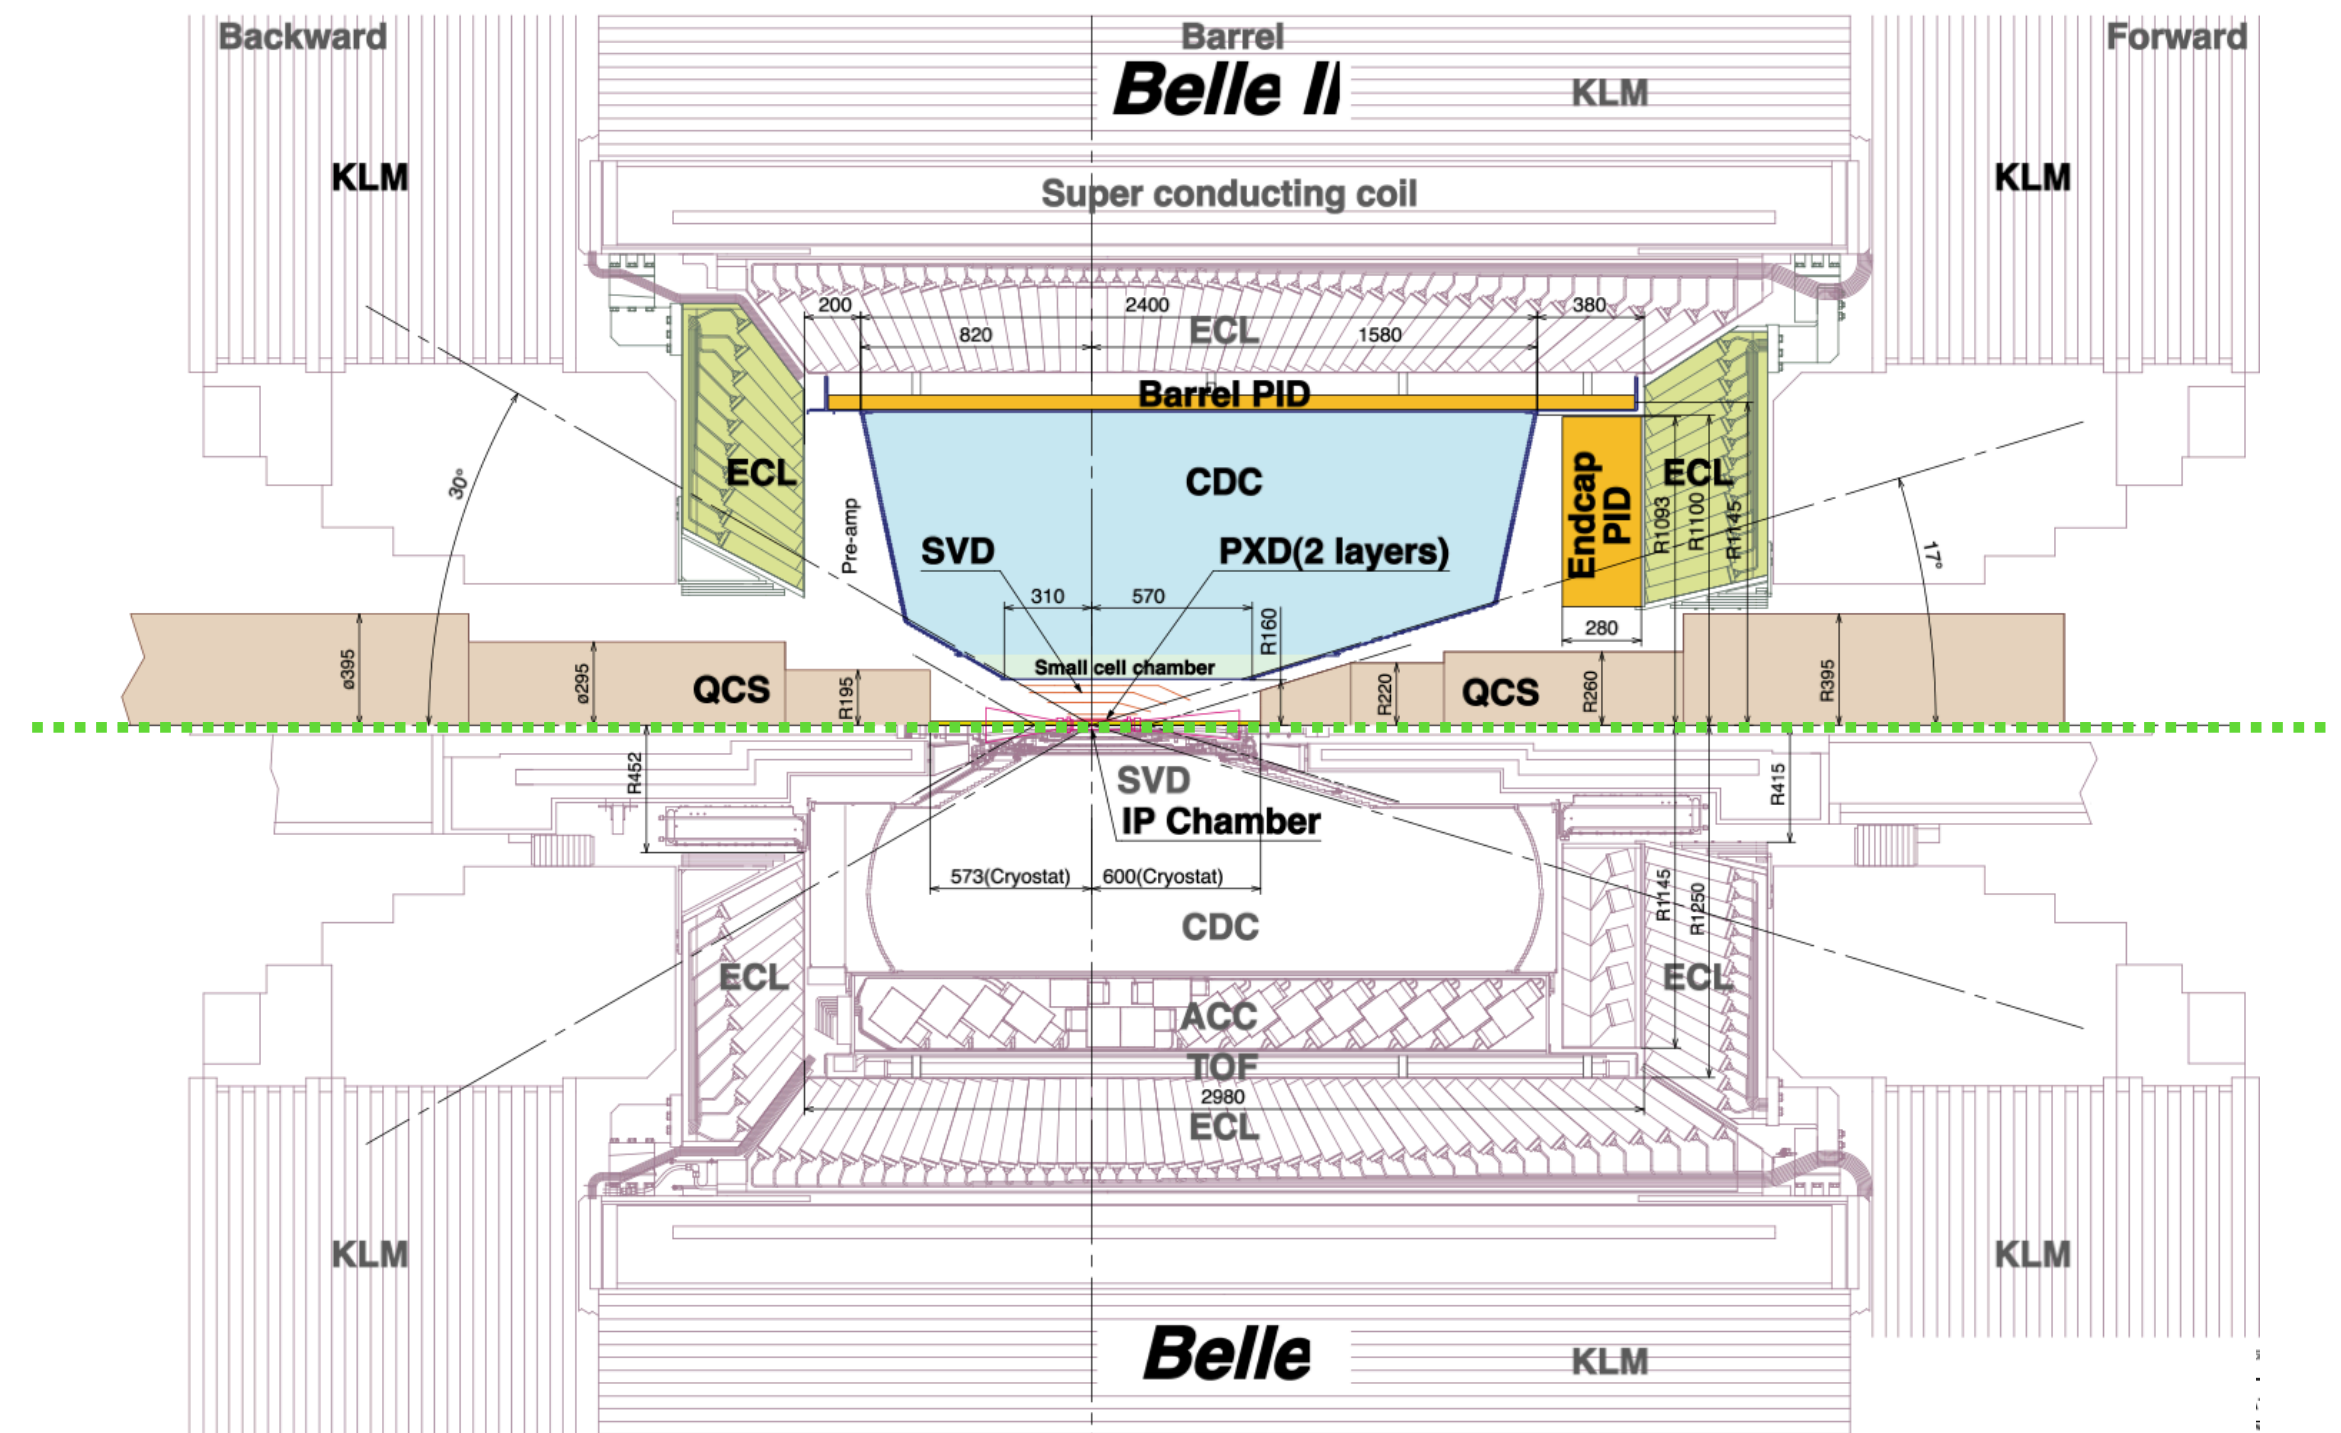 Backward
Barrel
Forward
Belle II
KLM
KLM
KLM
Super conducting coil
200
2400
380
820
ECL
1580
Barrel PID
ECL
CDC
ECL
Endcap
PID
30°
Pre-amp
SVD
PXD(2 layers)
R1093
R1100
R1145
17°
310
570
R160
280
Small cell chamber
ø395
ø295
QCS
R195
R220
QCS
R260
R395
R452
SVD
R415
IP Chamber
573(Cryostat)
600(Cryostat)
R1145
R1250
CDC
ECL
ECL
ACC
TOF
2980
ECL
KLM
KLM
Belle
KLM